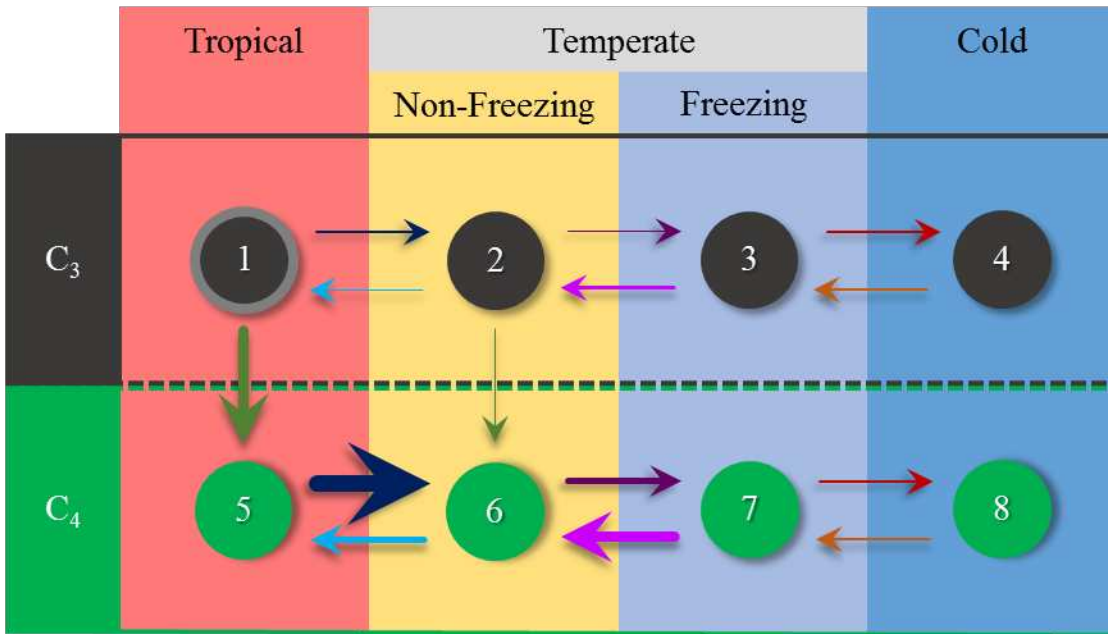 Tropical Temperate Cold
Non-Freezing Freezing
C₃ 1 2 3 4
C₄ 5 6 7 8